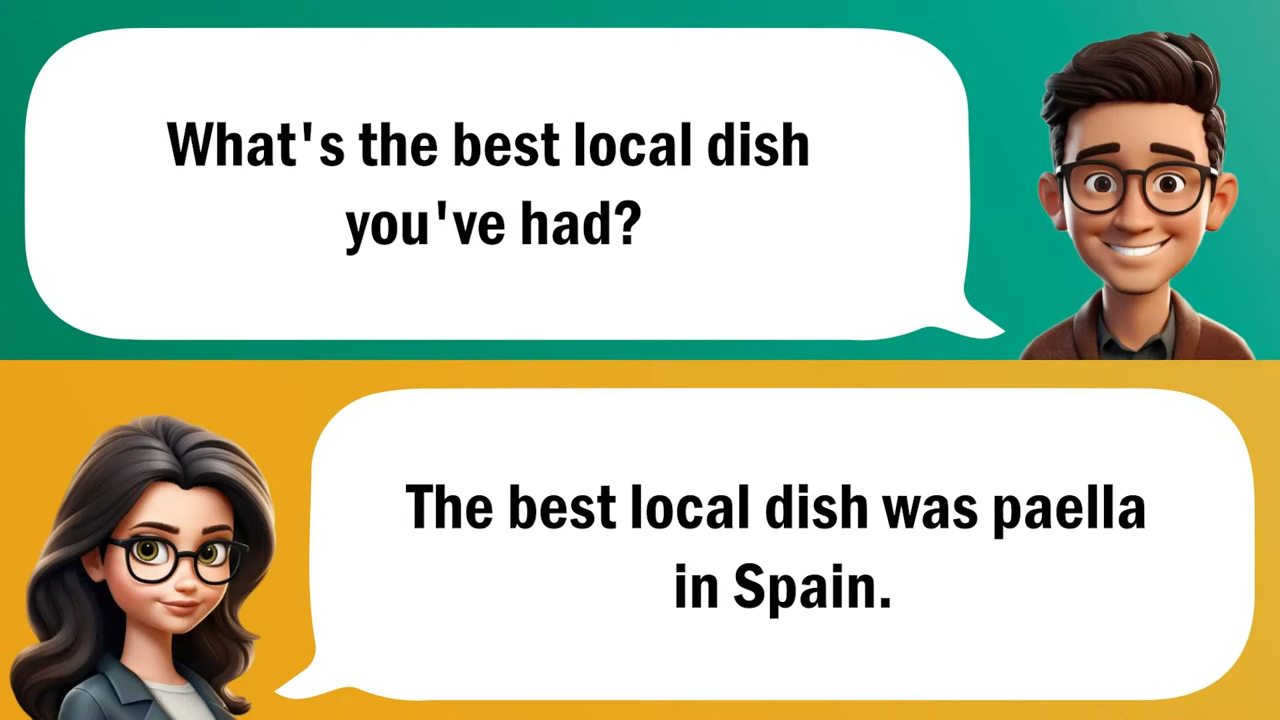 What's the best local dish
you've had?
The best local dish was paella
in Spain.